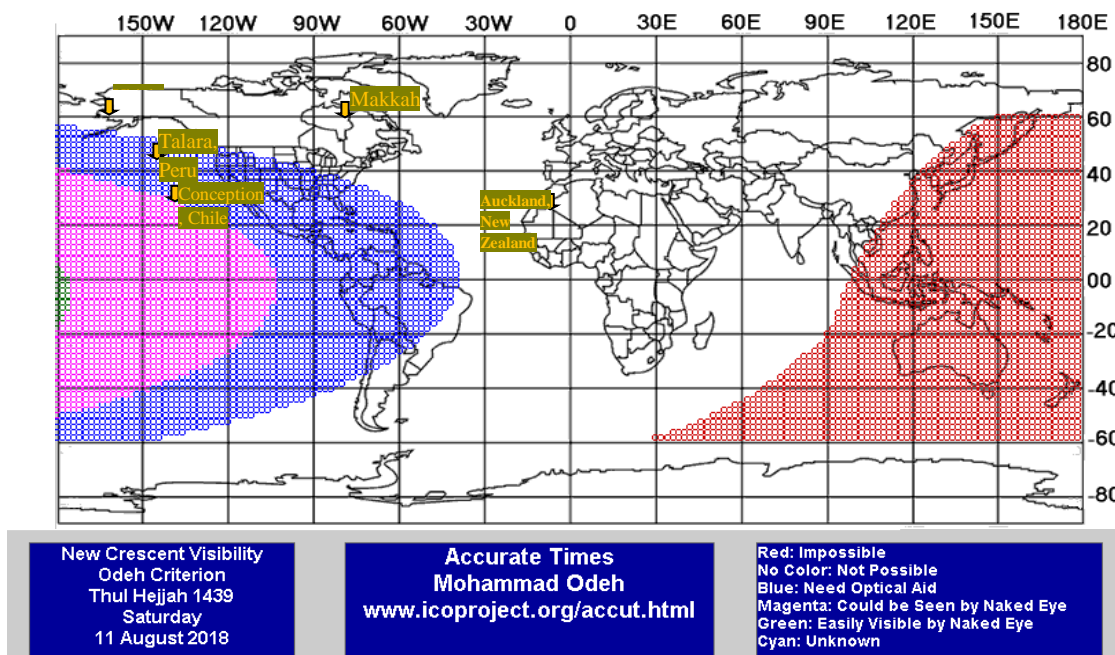 150W 120W 90W 60W 30W 0 30E 60E 90E 120E 150E 180E
80
60
40
20
00
-20
-40
-60
-80
Makkah
Talara,
Peru
Conception
Chile
Auckland,
New
Zealand
New Crescent Visibility
Odeh Criterion
Thul Hejjah 1439
Saturday
11 August 2018
Accurate Times
Mohammad Odeh
www.icoproject.org/accut.html
Red: Impossible
No Color: Not Possible
Blue: Need Optical Aid
Magenta: Could be Seen by Naked Eye
Green: Easily Visible by Naked Eye
Cyan: Unknown